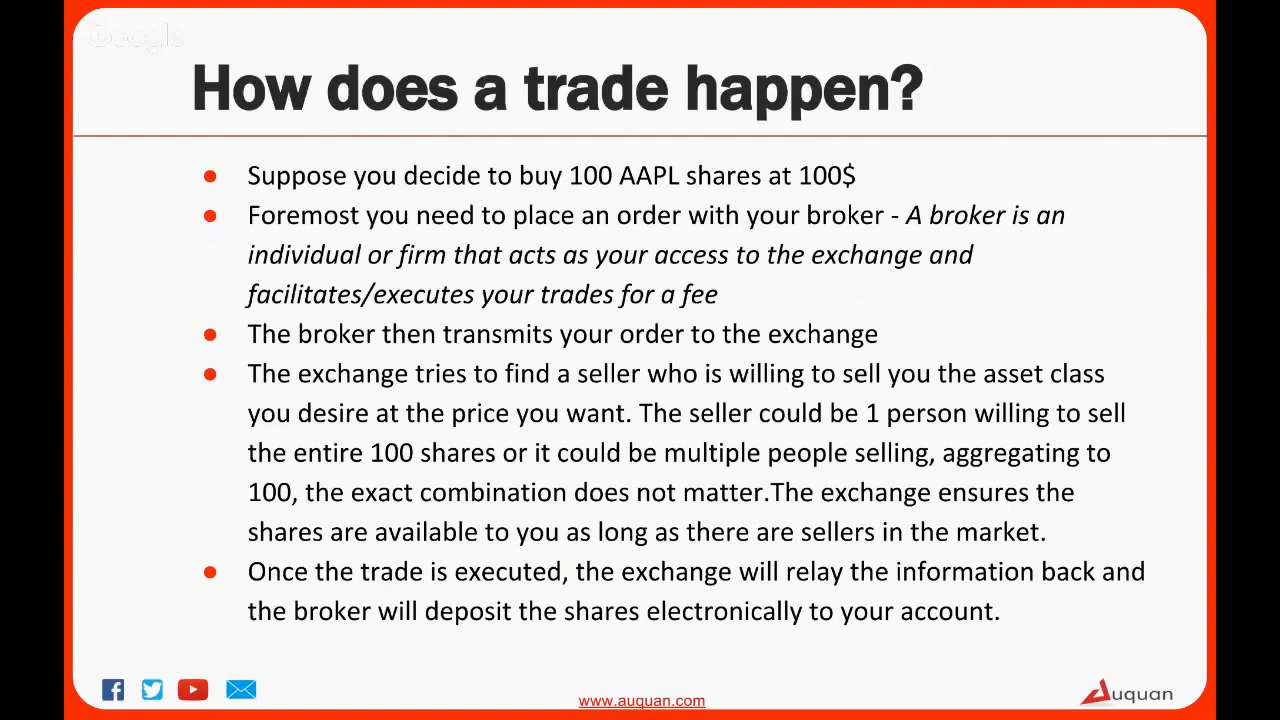 Google
How does a trade happen?
● Suppose you decide to buy 100 AAPL shares at 100$
● Foremost you need to place an order with your broker - A broker is an
individual or firm that acts as your access to the exchange and
facilitates/executes your trades for a fee
● The broker then transmits your order to the exchange
● The exchange tries to find a seller who is willing to sell you the asset class
you desire at the price you want. The seller could be 1 person willing to sell
the entire 100 shares or it could be multiple people selling, aggregating to
100, the exact combination does not matter.The exchange ensures the
shares are available to you as long as there are sellers in the market.
● Once the trade is executed, the exchange will relay the information back and
the broker will deposit the shares electronically to your account.
www.auquan.com
Auquan